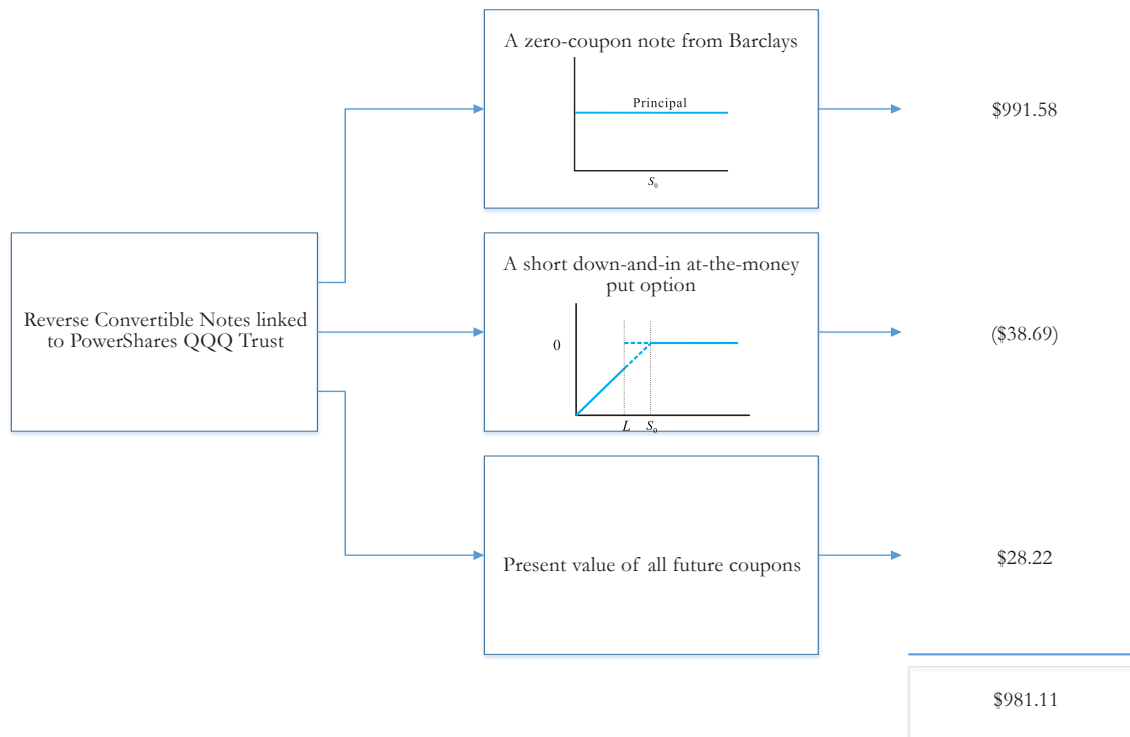 A zero-coupon note from Barclays
Principal
S₀
$991.58
Reverse Convertible Notes linked
to PowerShares QQQ Trust
A short down-and-in at-the-money
put option
0
L S₀
($38.69)
Present value of all future coupons
$28.22
$981.11